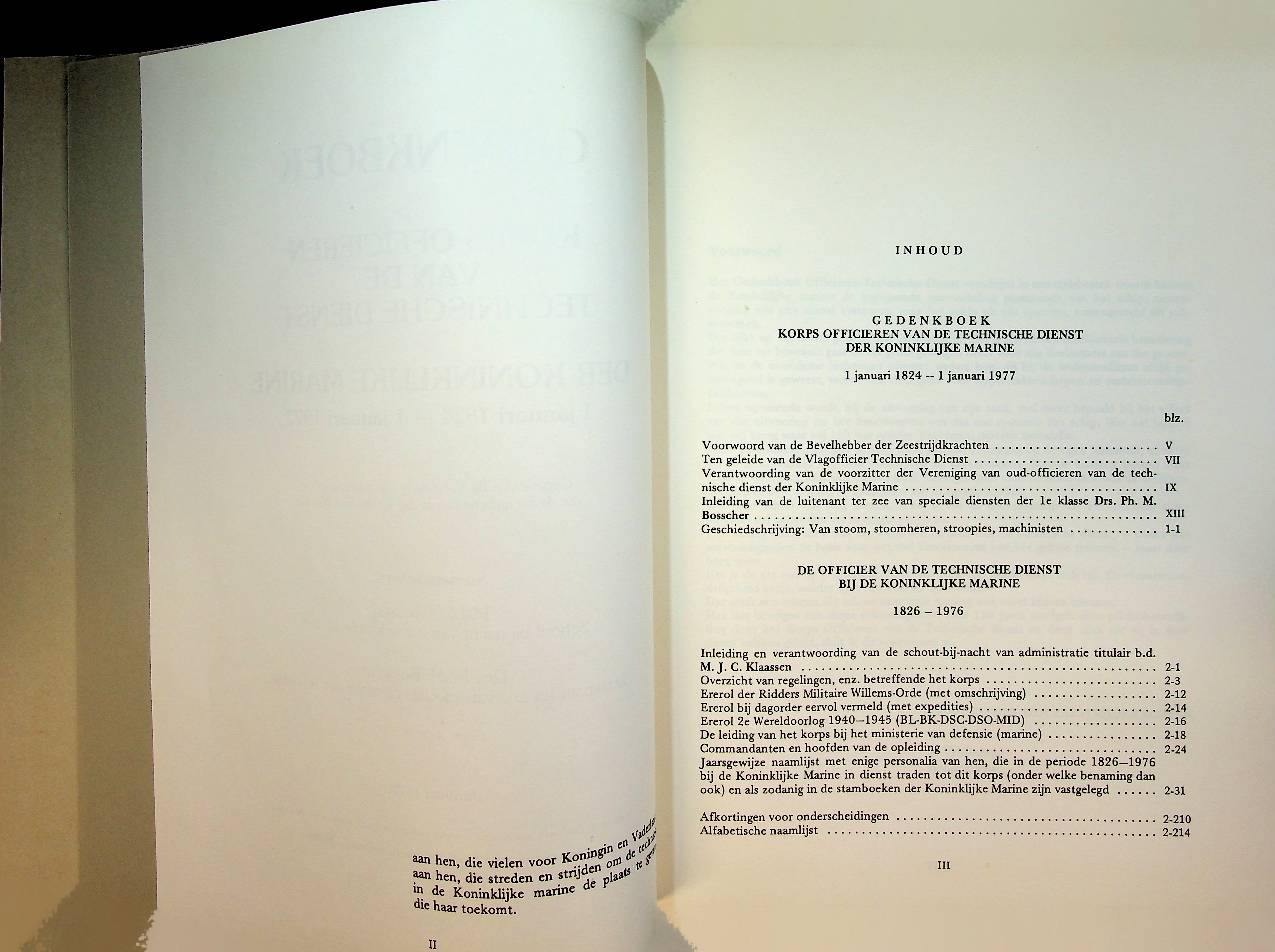 aan hen, die vielen voor Koningin en
aan hen, die streden en strijden om de
in de Koninklijke marine de plaats te
die haar toekomt.
II
INHOUD
GEDENKBOEK
KORPS OFFICIEREN VAN DE TECHNISCHE DIENST
DER KONINKLIJKE MARINE
1 januari 1824 — 1 januari 1977
blz.
Voorwoord van de Bevelhebber der Zeestrijdkrachten . . . . . . . . . . . . . . . . . . . . . . . . V
Ten geleide van de Vlagofficier Technische Dienst . . . . . . . . . . . . . . . . . . . . . . . . . . . VII
Verantwoording van de voorzitter der Vereniging van oud-officieren van de tech-
nische dienst der Koninklijke Marine . . . . . . . . . . . . . . . . . . . . . . . . . . . . . . . . . . . . . IX
Inleiding van de luitenant ter zee van speciale diensten der 1e klasse Drs. Ph. M.
Bosscher . . . . . . . . . . . . . . . . . . . . . . . . . . . . . . . . . . . . . . . . . . . . . . . . . . . . . . . . . . . XIII
Geschiedschrijving: Van stoom, stoomheren, stroopies, machinisten . . . . . . . . . . . . . 1-1
DE OFFICIER VAN DE TECHNISCHE DIENST
BIJ DE KONINKLIJKE MARINE
1826 – 1976
Inleiding en verantwoording van de schout-bij-nacht van administratie titulair b.d.
M. J. C. Klaassen . . . . . . . . . . . . . . . . . . . . . . . . . . . . . . . . . . . . . . . . . . . . . . . . . . . . 2-1
Overzicht van regelingen, enz. betreffende het korps . . . . . . . . . . . . . . . . . . . . . . . . . 2-3
Ererol der Ridders Militaire Willems-Orde (met omschrijving) . . . . . . . . . . . . . . . . . . 2-12
Ererol bij dagorder eervol vermeld (met expedities) . . . . . . . . . . . . . . . . . . . . . . . . . . 2-14
Ererol 2e Wereldoorlog 1940—1945 (BL-BK-DSC-DSO-MID) . . . . . . . . . . . . . . . . . . 2-16
De leiding van het korps bij het ministerie van defensie (marine) . . . . . . . . . . . . . . . . 2-18
Commandanten en hoofden van de opleiding . . . . . . . . . . . . . . . . . . . . . . . . . . . . . . . 2-24
Jaarsgewijze naamlijst met enige personalia van hen, die in de periode 1826—1976
bij de Koninklijke Marine in dienst traden tot dit korps (onder welke benaming dan
ook) en als zodanig in de stamboeken der Koninklijke Marine zijn vastgelegd . . . . . . 2-31
Afkortingen voor onderscheidingen . . . . . . . . . . . . . . . . . . . . . . . . . . . . . . . . . . . . . . 2-210
Alfabetische naamlijst . . . . . . . . . . . . . . . . . . . . . . . . . . . . . . . . . . . . . . . . . . . . . . . . 2-214
III